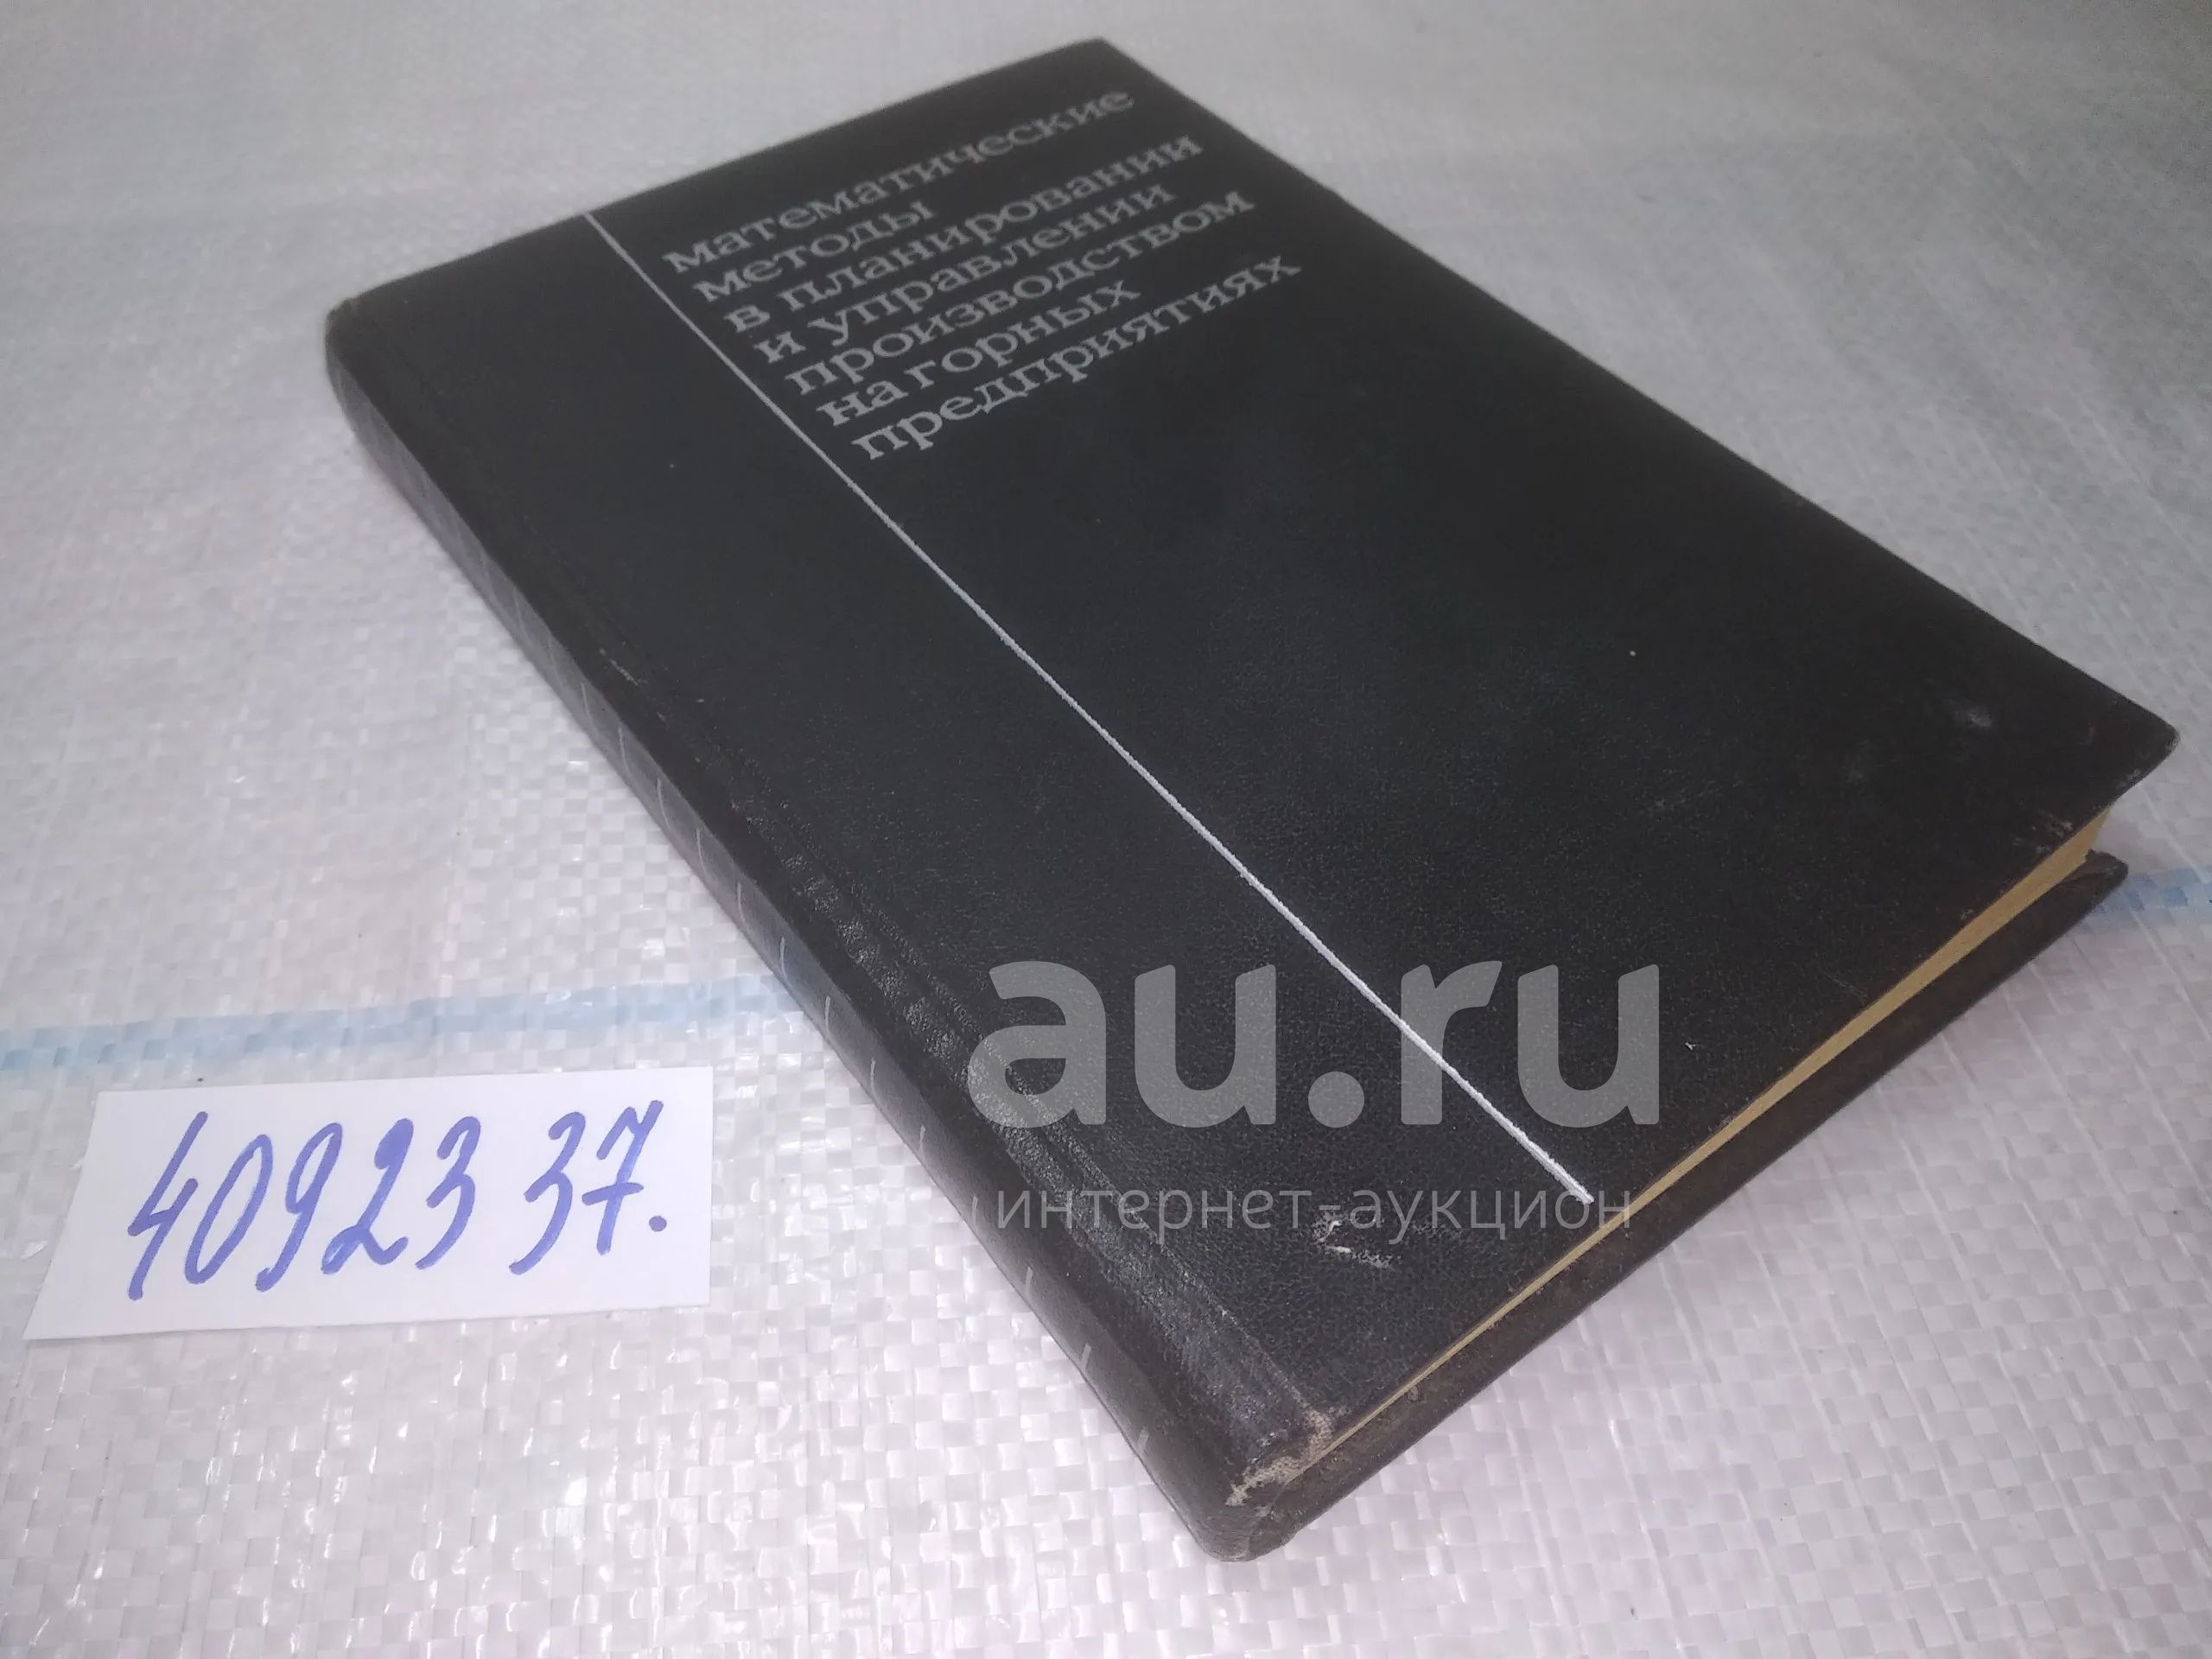 математические
методы
в планировании
и управлении
производством
на горных
предприятиях
au.ru
интернет-аукцион
4092337.